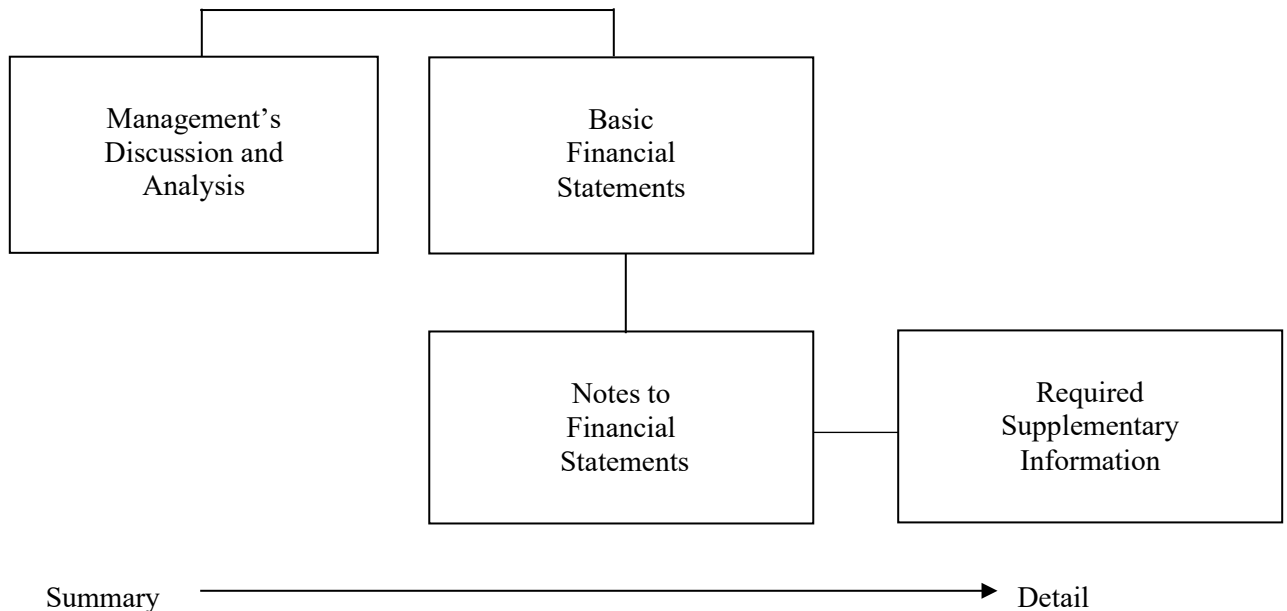 Management’s
Discussion and
Analysis
Basic
Financial
Statements
Notes to
Financial
Statements
Required
Supplementary
Information
Summary
Detail